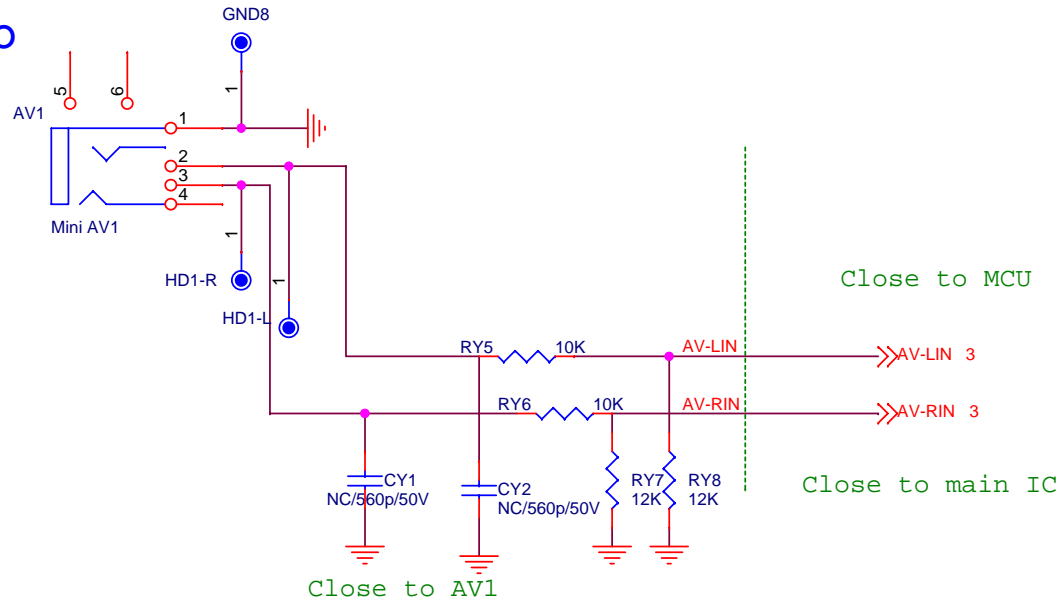 GND8
5
6
1
AV1
1
2
3
4
Mini AV1
1
1
HD1-R
HD1-L
Close to MCU
RY5
10K
AV-LIN
AV-LIN 3
RY6
10K
AV-RIN
AV-RIN 3
CY1
NC/560p/50V
CY2
NC/560p/50V
RY7
12K
RY8
12K
Close to main IC
Close to AV1